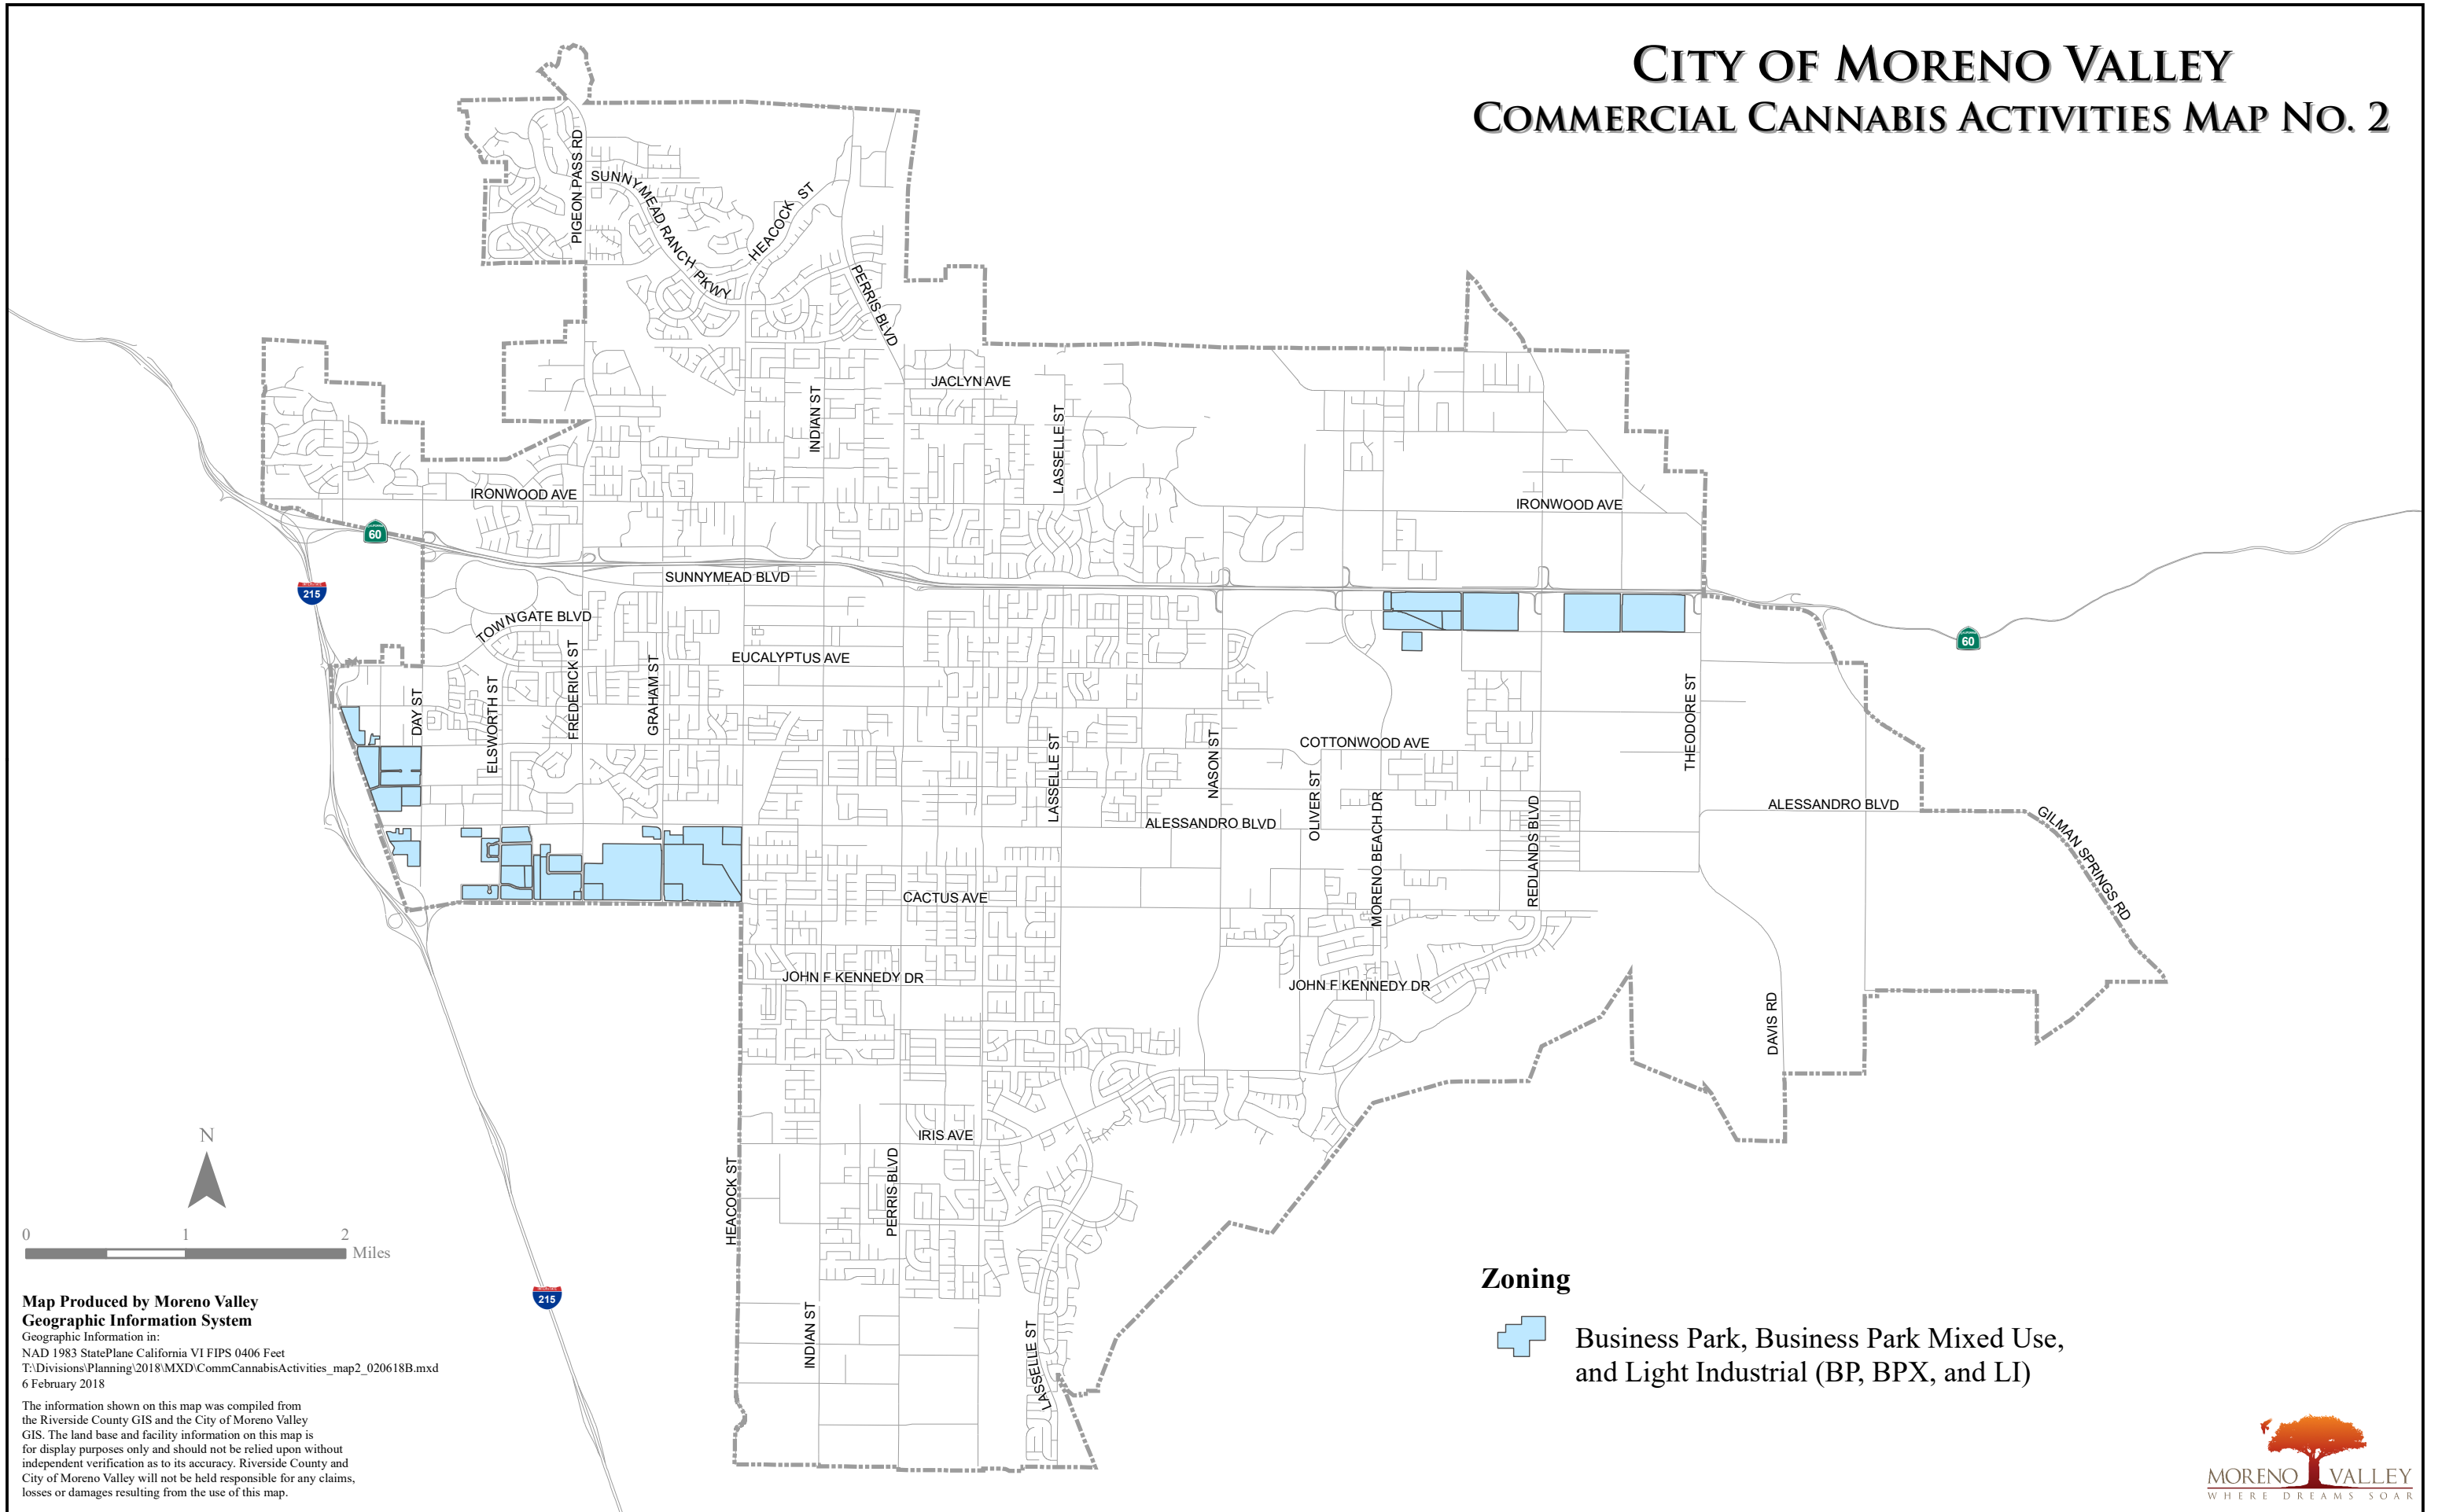 CITY OF MORENO VALLEY
COMMERCIAL CANNABIS ACTIVITIES MAP NO. 2
PIGEON PASS RD
SUNNYMEAD RANCH PKWY
HEACOCK ST
PERRIS BLVD
JACLYN AVE
INDIAN ST
LASSELLE ST
IRONWOOD AVE
IRONWOOD AVE
CALIFORNIA
60
INTERSTATE
215
SUNNYMEAD BLVD
TOWNGATE BLVD
EUCALYPTUS AVE
CALIFORNIA
60
DAY ST
ELSWORTH ST
FREDERICK ST
GRAHAM ST
LASSELLE ST
NASON ST
COTTONWOOD AVE
THEODORE ST
OLIVER ST
MORENO BEACH DR
REDLANDS BLVD
ALESSANDRO BLVD
ALESSANDRO BLVD
GILMAN SPRINGS RD
CACTUS AVE
JOHN F KENNEDY DR
JOHN F KENNEDY DR
DAVIS RD
IRIS AVE
HEACOCK ST
PERRIS BLVD
INDIAN ST
LASSELLE ST
INTERSTATE
215
N
0 1 2
Miles
Map Produced by Moreno Valley
Geographic Information System
Geographic Information in:
NAD 1983 StatePlane California VI FIPS 0406 Feet
T:\Divisions\Planning\2018\MXD\CommCannabisActivities_map2_020618B.mxd
6 February 2018
The information shown on this map was compiled from
the Riverside County GIS and the City of Moreno Valley
GIS. The land base and facility information on this map is
for display purposes only and should not be relied upon without
independent verification as to its accuracy. Riverside County and
City of Moreno Valley will not be held responsible for any claims,
losses or damages resulting from the use of this map.
Zoning
Business Park, Business Park Mixed Use,
and Light Industrial (BP, BPX, and LI)
MORENO VALLEY
WHERE DREAMS SOAR